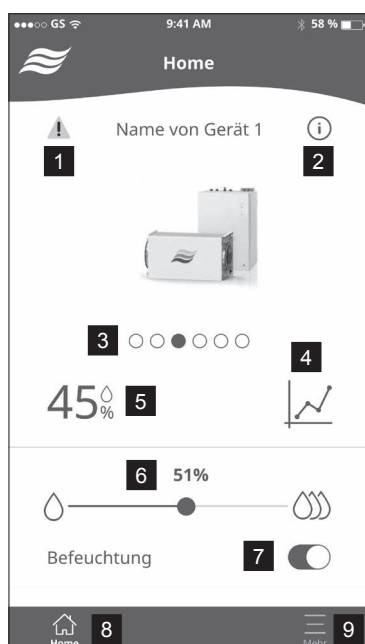 GS 9:41 AM 58 %
Home
Name von Gerät 1
1 2
3
4
45% 5
6 51%
Befeuchtung 7
Home 8 Mehr 9